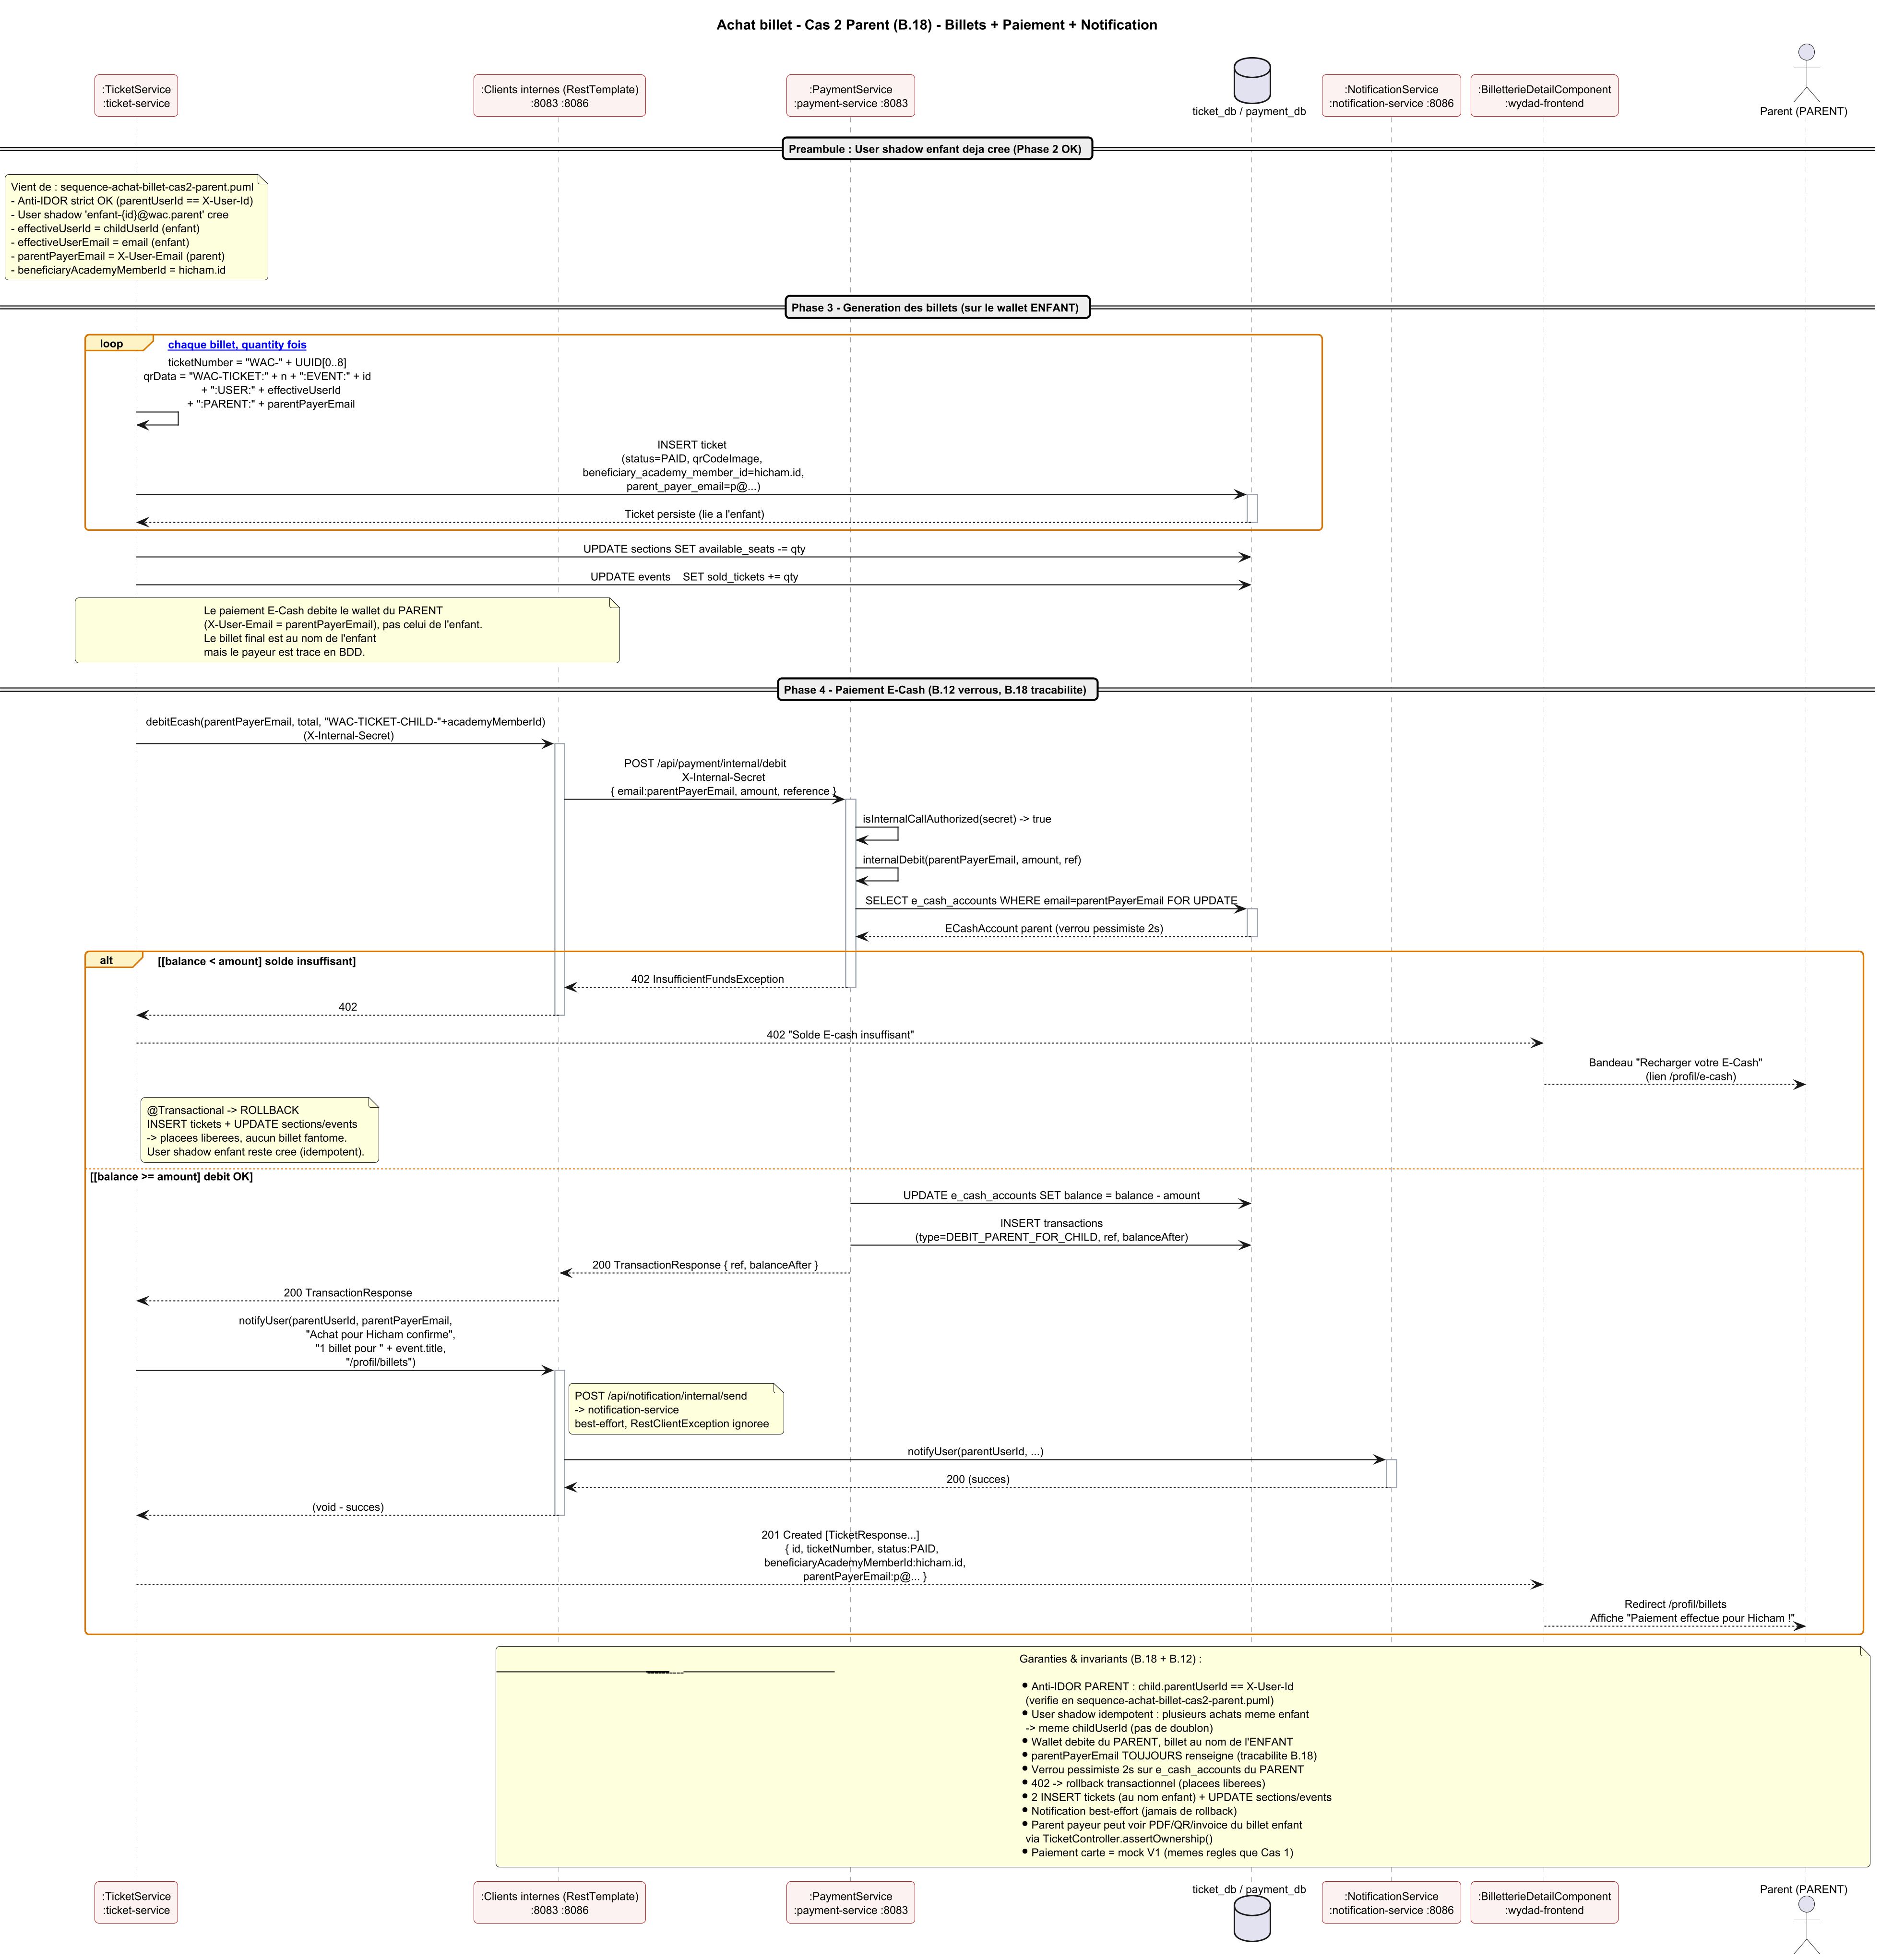 Achat billet - Cas 2 Parent (B.18) - Billets + Paiement + Notification
:TicketService
:ticket-service
:Clients internes (RestTemplate)
:8083 :8086
:PaymentService
:payment-service :8083
ticket_db / payment_db
:NotificationService
:notification-service :8086
:BilletterieDetailComponent
:wydad-frontend
Parent (PARENT)
Preambule : User shadow enfant deja cree (Phase 2 OK)
Vient de : sequence-achat-billet-cas2-parent.puml
- Anti-IDOR strict OK (parentUserId == X-User-Id)
- User shadow 'enfant-{id}@wac.parent' cree
- effectiveUserId = childUserId (enfant)
- effectiveUserEmail = email (enfant)
- parentPayerEmail = X-User-Email (parent)
- beneficiaryAcademyMemberId = hicham.id
Phase 3 - Generation des billets (sur le wallet ENFANT)
loop
chaque billet, quantity fois
ticketNumber = "WAC-" + UUID[0..8]
qrData = "WAC-TICKET:" + n + ":EVENT:" + id
+ ":USER:" + effectiveUserId
+ ":PARENT:" + parentPayerEmail
INSERT ticket
(status=PAID, qrCodeImage,
beneficiary_academy_member_id=hicham.id,
parent_payer_email=p@...)
Ticket persiste (lie a l'enfant)
UPDATE sections SET available_seats -= qty
UPDATE events    SET sold_tickets += qty
Le paiement E-Cash debite le wallet du PARENT
(X-User-Email = parentPayerEmail), pas celui de l'enfant.
Le billet final est au nom de l'enfant
mais le payeur est trace en BDD.
Phase 4 - Paiement E-Cash (B.12 verrous, B.18 tracabilite)
debitEcash(parentPayerEmail, total, "WAC-TICKET-CHILD-"+academyMemberId)
(X-Internal-Secret)
POST /api/payment/internal/debit
X-Internal-Secret
{ email:parentPayerEmail, amount, reference }
isInternalCallAuthorized(secret) -> true
internalDebit(parentPayerEmail, amount, ref)
SELECT e_cash_accounts WHERE email=parentPayerEmail FOR UPDATE
ECashAccount parent (verrou pessimiste 2s)
alt
[[balance < amount] solde insuffisant]
402 InsufficientFundsException
402
402 "Solde E-cash insuffisant"
Bandeau "Recharger votre E-Cash"
(lien /profil/e-cash)
@Transactional -> ROLLBACK
INSERT tickets + UPDATE sections/events
-> placees liberees, aucun billet fantome.
User shadow enfant reste cree (idempotent).
[[balance >= amount] debit OK]
UPDATE e_cash_accounts SET balance = balance - amount
INSERT transactions
(type=DEBIT_PARENT_FOR_CHILD, ref, balanceAfter)
200 TransactionResponse { ref, balanceAfter }
200 TransactionResponse
notifyUser(parentUserId, parentPayerEmail,
"Achat pour Hicham confirme",
"1 billet pour " + event.title,
"/profil/billets")
POST /api/notification/internal/send
-> notification-service
best-effort, RestClientException ignoree
notifyUser(parentUserId, ...)
200 (succes)
(void - succes)
201 Created [TicketResponse...]
{ id, ticketNumber, status:PAID,
beneficiaryAcademyMemberId:hicham.id,
parentPayerEmail:p@... }
Redirect /profil/billets
Affiche "Paiement effectue pour Hicham !"
Garanties & invariants (B.18 + B.12) :
• Anti-IDOR PARENT : child.parentUserId == X-User-Id
(verifie en sequence-achat-billet-cas2-parent.puml)
• User shadow idempotent : plusieurs achats meme enfant
-> meme childUserId (pas de doublon)
• Wallet debite du PARENT, billet au nom de l'ENFANT
• parentPayerEmail TOUJOURS renseigne (tracabilite B.18)
• Verrou pessimiste 2s sur e_cash_accounts du PARENT
• 402 -> rollback transactionnel (placees liberees)
• 2 INSERT tickets (au nom enfant) + UPDATE sections/events
• Notification best-effort (jamais de rollback)
• Parent payeur peut voir PDF/QR/invoice du billet enfant
via TicketController.assertOwnership()
• Paiement carte = mock V1 (memes regles que Cas 1)
:TicketService
:ticket-service
:Clients internes (RestTemplate)
:8083 :8086
:PaymentService
:payment-service :8083
ticket_db / payment_db
:NotificationService
:notification-service :8086
:BilletterieDetailComponent
:wydad-frontend
Parent (PARENT)